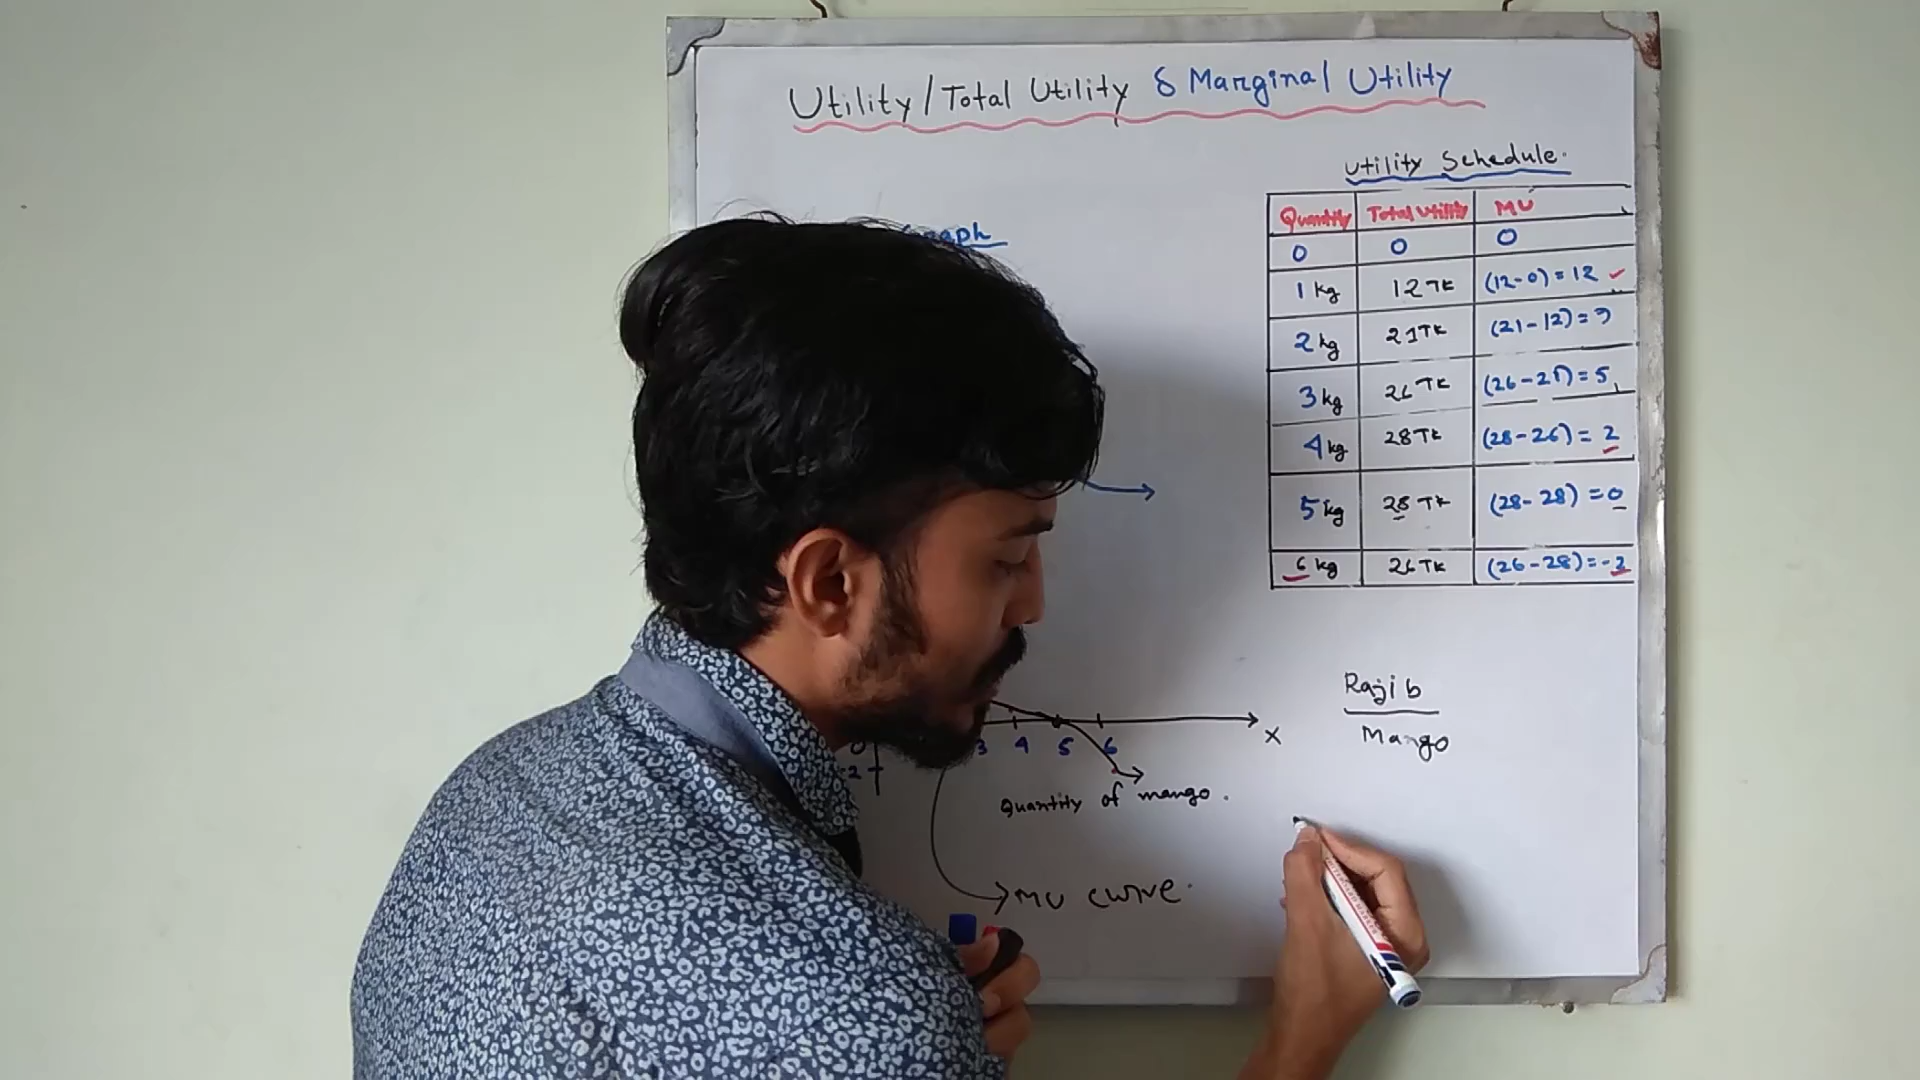 Utility/Total Utility & Marginal Utility
Utility Schedule.
Graph
Quantity Total Utility MU
0 0 0
1 kg 12 TK (12-0) = 12
2 kg 21 TK (21-12) = 9
3 kg 26 TK (26-21) = 5
4 kg 28 TK (28-26) = 2
5 kg 28 TK (28-28) = 0
6 kg 26 TK (26-28) = -2
Rajib
Mango
0 3 4 5 6 X
-2
Quantity of mango.
MU curve.